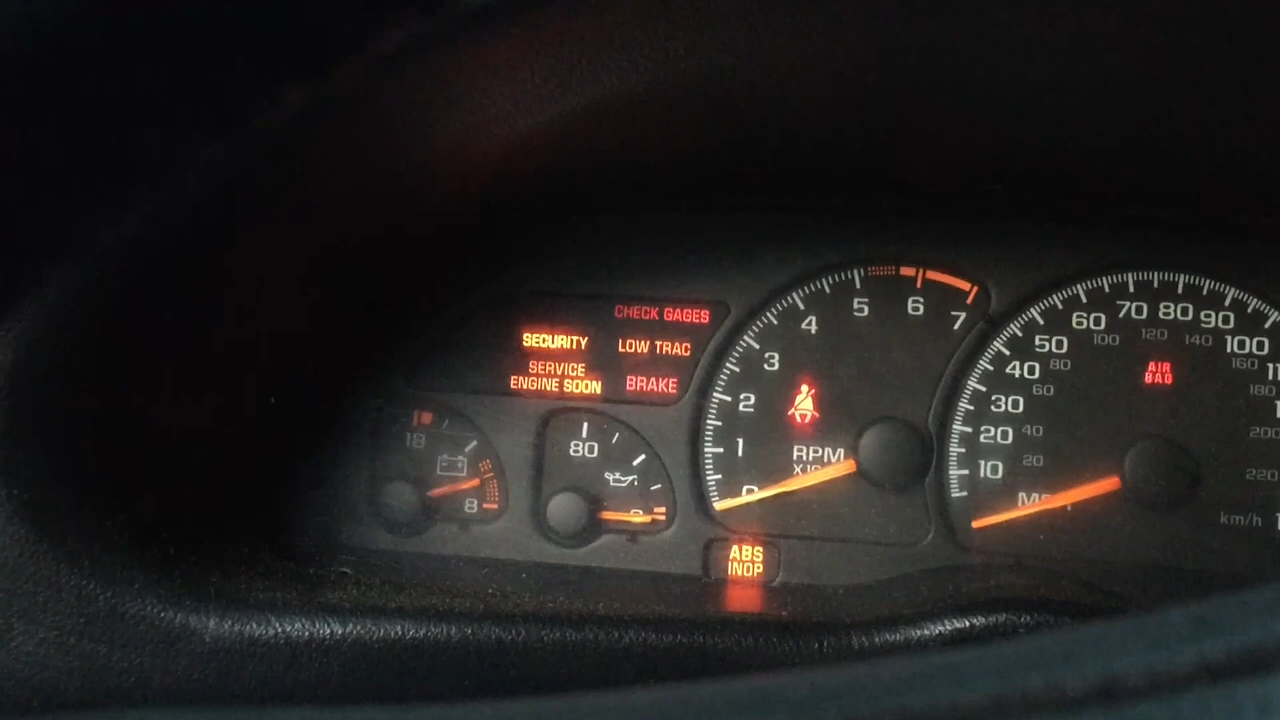 CHECK GAGES
SECURITY
LOW TRAC
SERVICE
ENGINE SOON
BRAKE
18
8
80
0
1
2
3
4
5
6
7
RPM
ABS
INOP
10
20
30
40
50
60
70
80
90
100
20
40
60
80
100
120
140
160
180
220
km/h
AIR
BAG